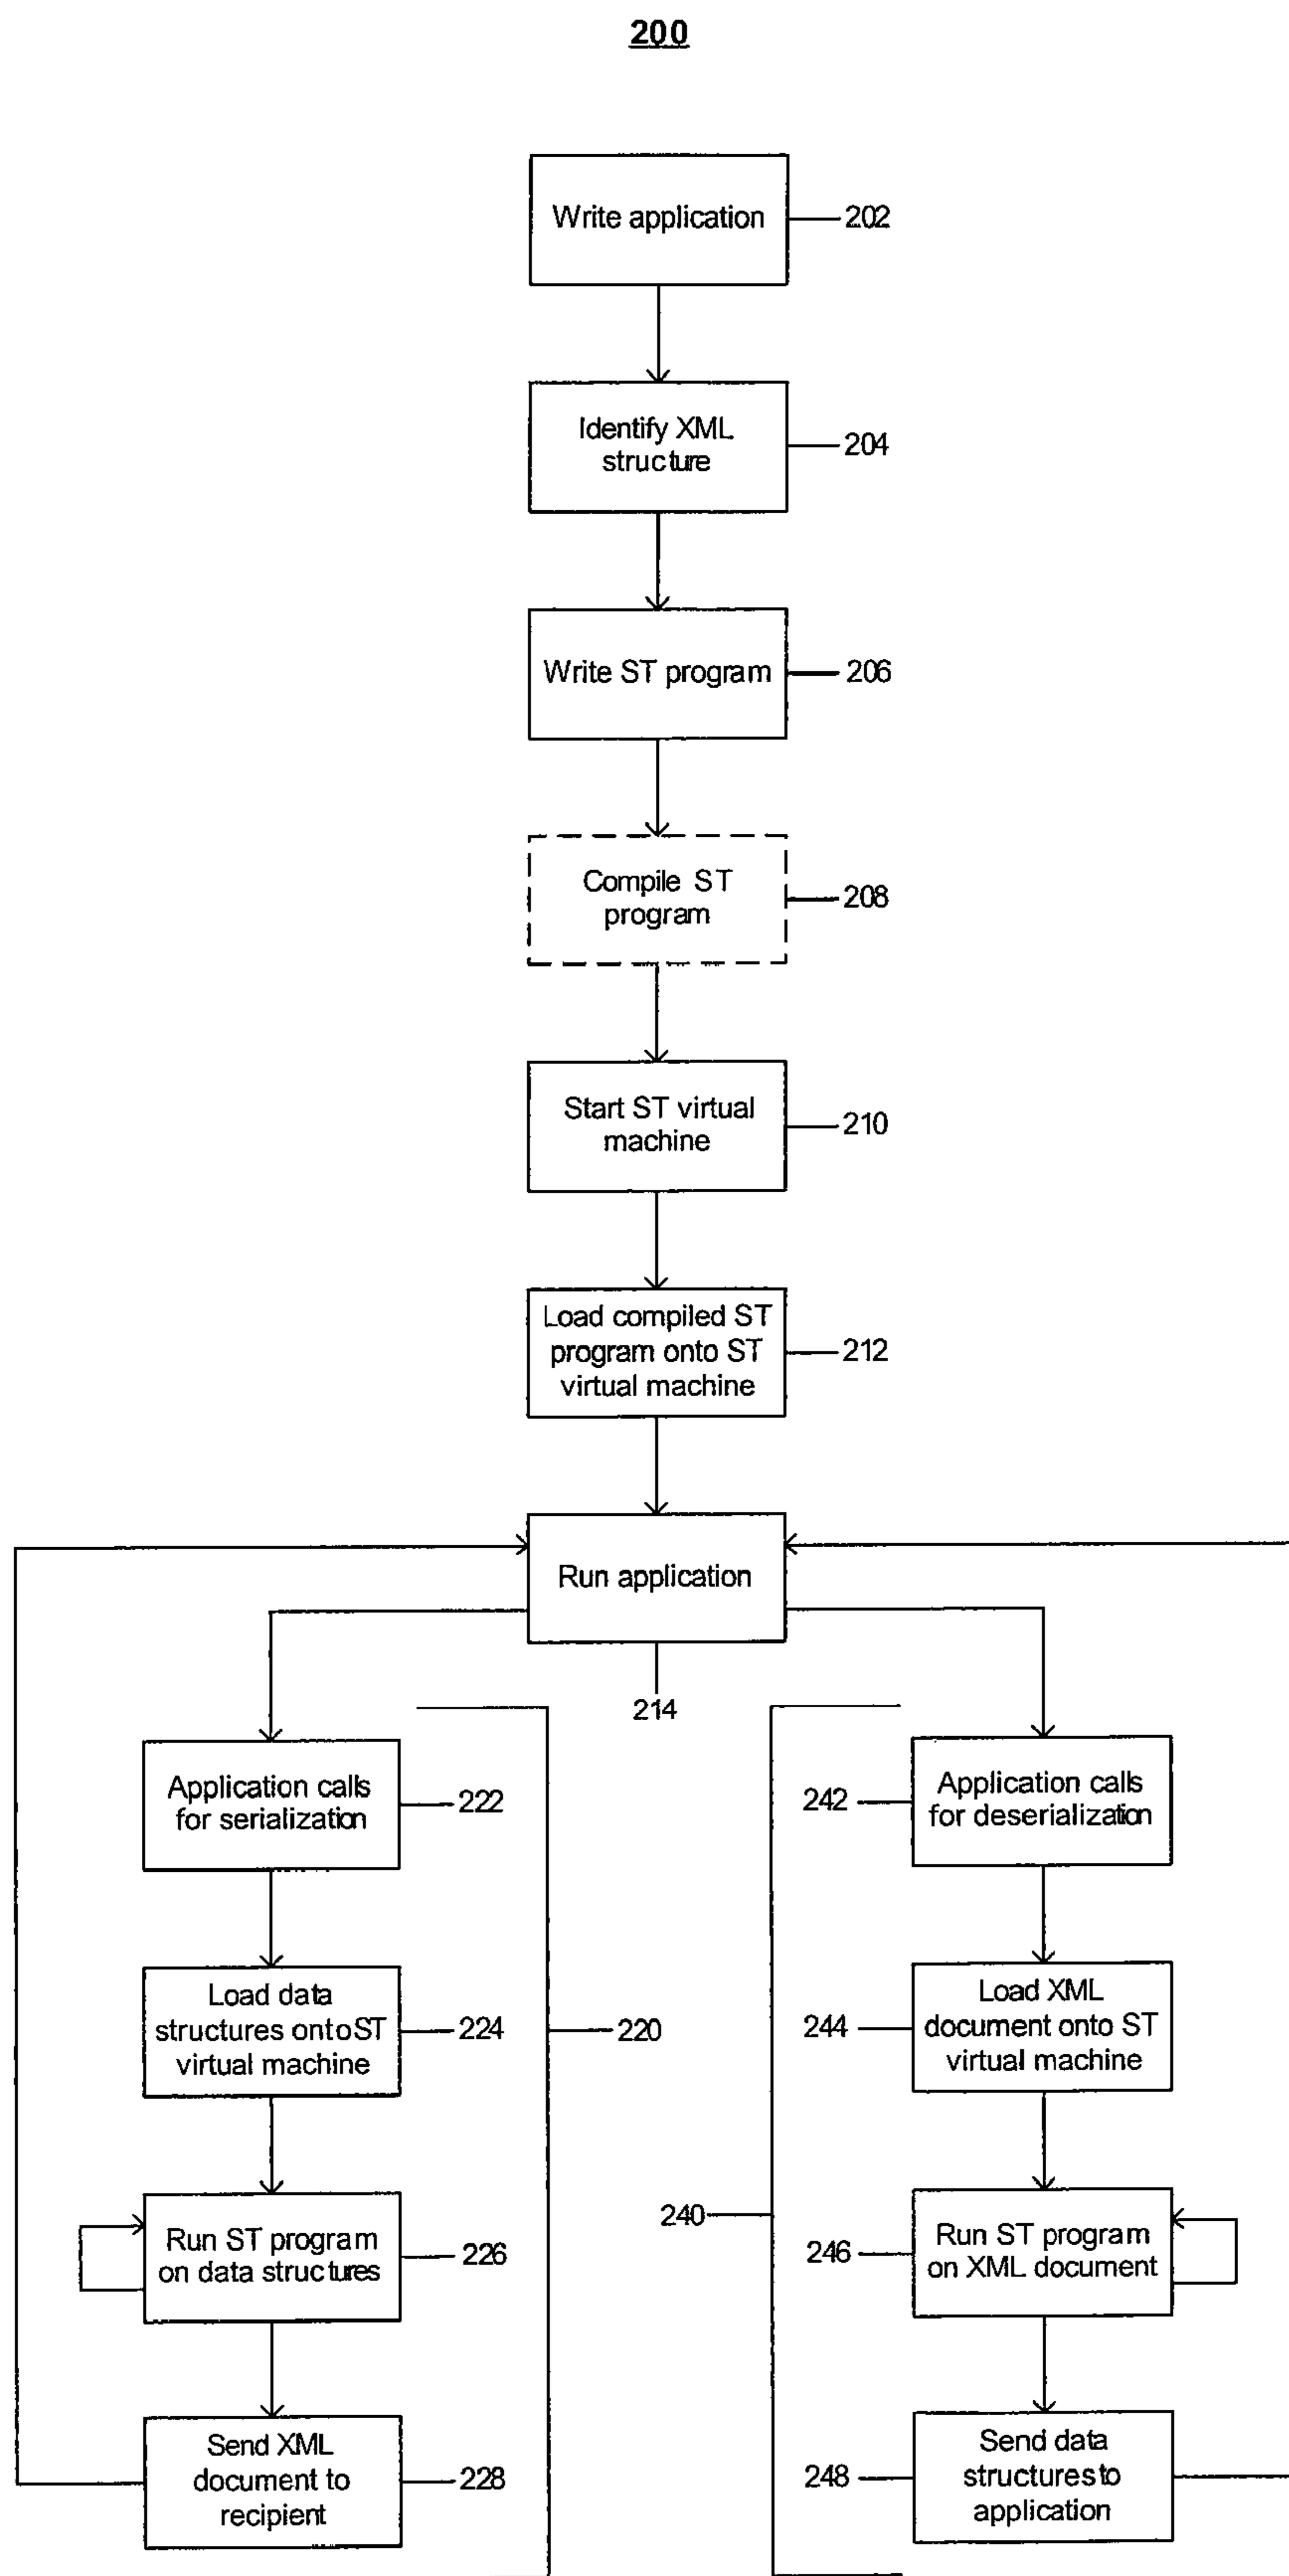 200
Write application
202
Identify XML
structure
204
Write ST program
206
Compile ST
program
208
Start ST virtual
machine
210
Load compiled ST
program onto ST
virtual machine
212
Run application
214
Application calls
for serialization
222
Load data
structures onto ST
virtual machine
224
220
Run ST program
on data structures
226
Send XML
document to
recipient
228
242
Application calls
for deserialization
244
Load XML
document onto ST
virtual machine
240
246
Run ST program
on XML document
248
Send data
structures to
application